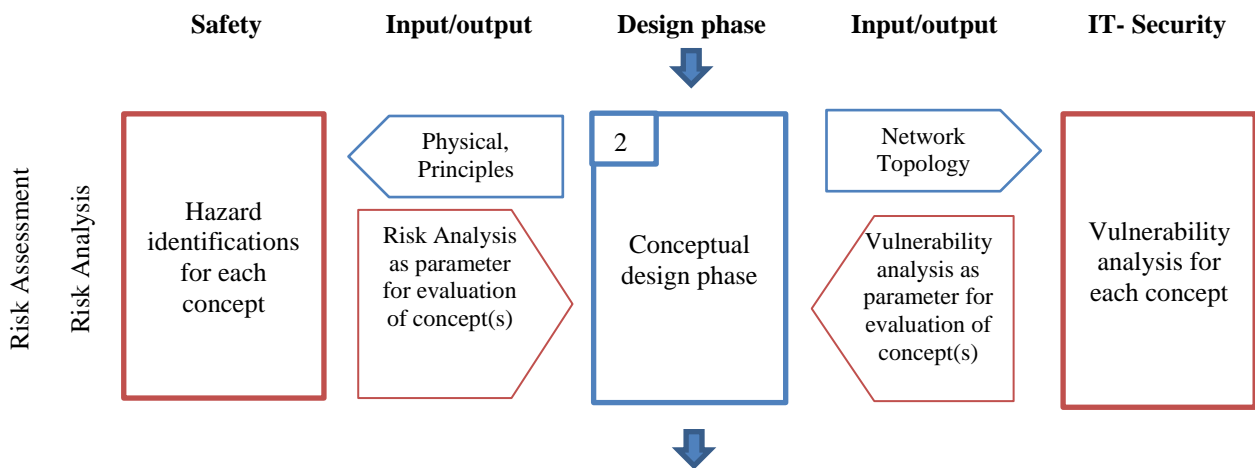 Safety
Input/output
Design phase
Input/output
IT- Security
Risk Assessment
Risk Analysis
Hazard
identifications
for each
concept
Physical,
Principles
Risk Analysis
as parameter
for evaluation
of concept(s)
2
Conceptual
design phase
Network
Topology
Vulnerability
analysis as
parameter for
evaluation of
concept(s)
Vulnerability
analysis for
each concept